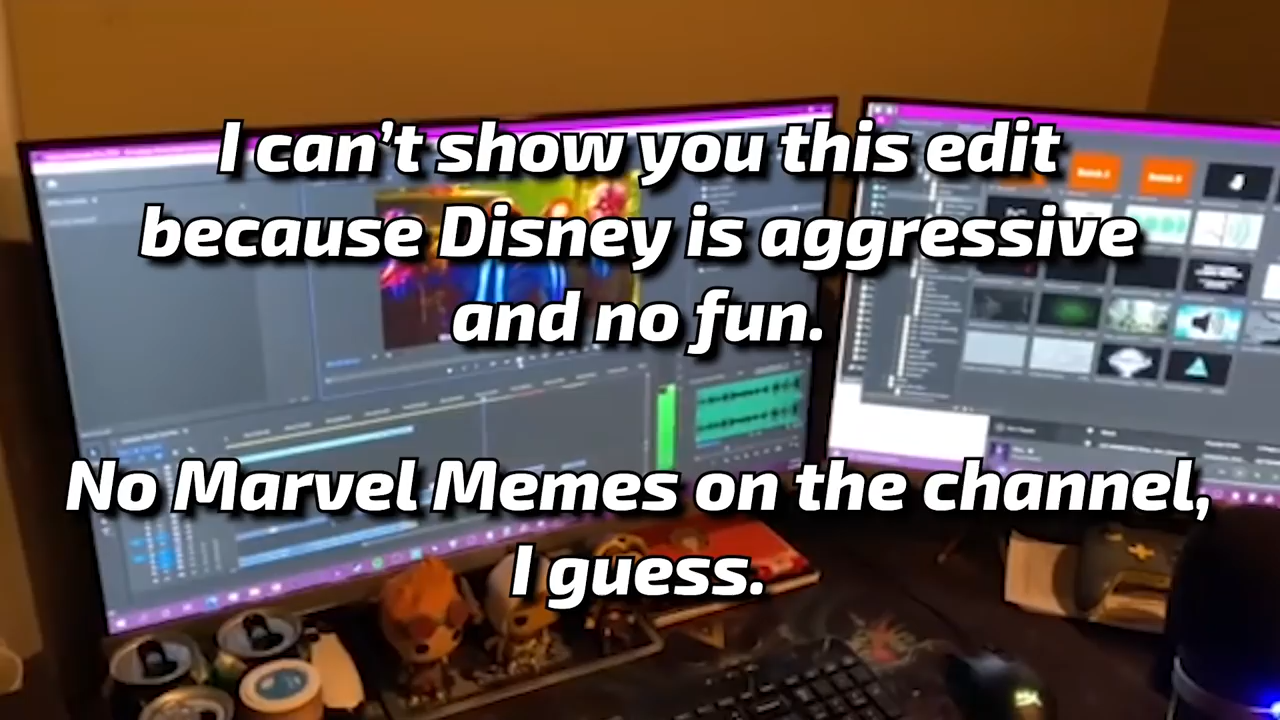 I can’t show you this edit
because Disney is aggressive
and no fun.
No Marvel Memes on the channel,
I guess.